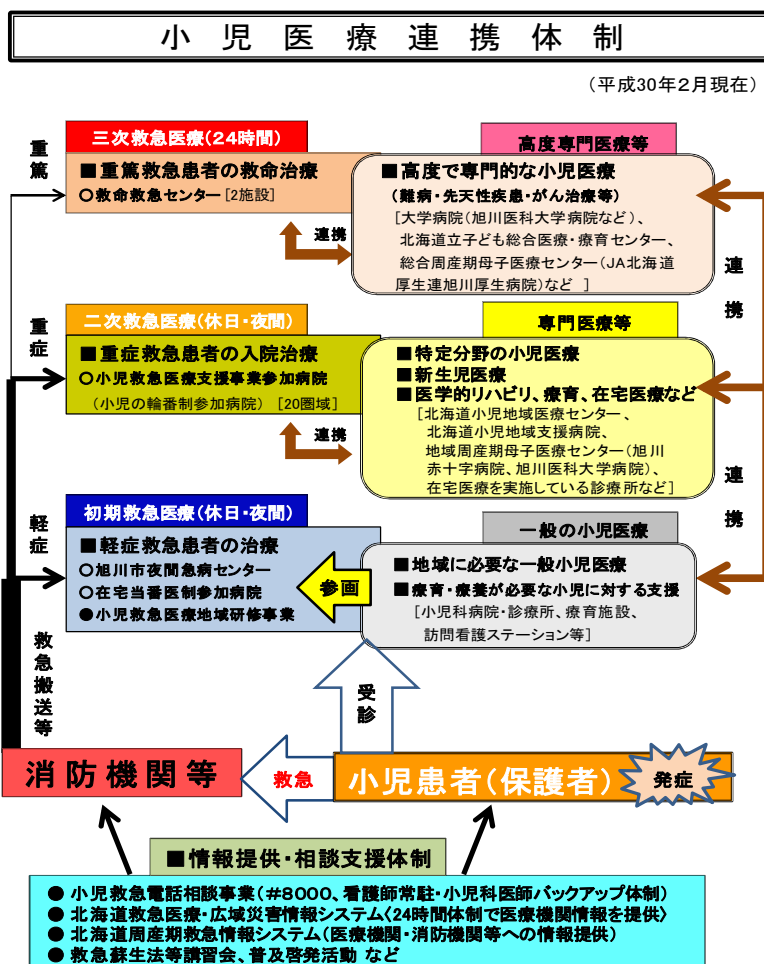 小児医療連携体制
(平成30年2月現在)
重篤
三次救急医療(24時間)
■重篤救急患者の救命治療
○救命救急センター[2施設]
高度専門医療等
■高度で専門的な小児医療
(難病・先天性疾患・がん治療等)
[大学病院(旭川医科大学病院など)、
北海道立子ども総合医療・療育センター、
総合周産期母子医療センター(JA北海道
厚生連旭川厚生病院)など ]
連携
連携
重症
二次救急医療(休日・夜間)
■重症救急患者の入院治療
○小児救急医療支援事業参加病院
(小児の輪番制参加病院) [20圏域]
専門医療等
■特定分野の小児医療
■新生児医療
■医学的リハビリ、療育、在宅医療など
[北海道小児地域医療センター、
北海道小児地域支援病院、
地域周産期母子医療センター(旭川
赤十字病院、旭川医科大学病院)、
在宅医療を実施している診療所など]
連携
連携
軽症
初期救急医療(休日・夜間)
■軽症救急患者の治療
○旭川市夜間急病センター
○在宅当番医制参加病院
●小児救急医療地域研修事業
参画
一般の小児医療
■地域に必要な一般小児医療
■療育・療養が必要な小児に対する支援
[小児科病院・診療所、療育施設、
訪問看護ステーション等]
救急搬送等
受診
消防機関等
救急
小児患者(保護者)
発症
■情報提供・相談支援体制
● 小児救急電話相談事業(#8000、看護師常駐・小児科医師バックアップ体制)
● 北海道救急医療・広域災害情報システム〈24時間体制で医療機関情報を提供〉
● 北海道周産期救急情報システム(医療機関・消防機関等への情報提供)
● 救急蘇生法等講習会、普及啓発活動 など